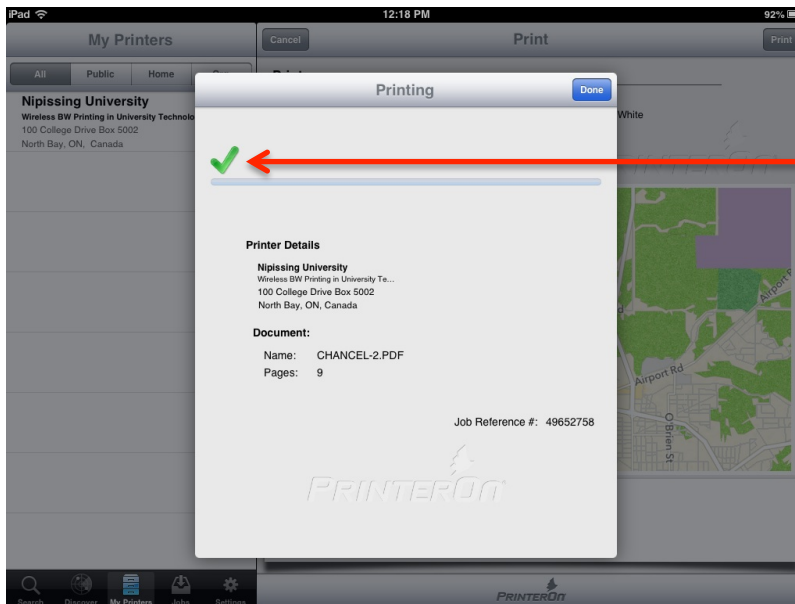 iPad 12:18 PM 92%
My Printers
Cancel Print Print
All Public Home
Nipissing University
Wireless BW Printing in University Technolo
100 College Drive Box 5002
North Bay, ON, Canada
Printing Done
White
Printer Details
Nipissing University
Wireless BW Printing in University Te...
100 College Drive Box 5002
North Bay, ON, Canada
Document:
Name: CHANCEL-2.PDF
Pages: 9
Job Reference #: 49652758
PRINTERON
Airport
Airport Rd
O'Brien St
Search Discover My Printers Jobs Settings
PRINTERON